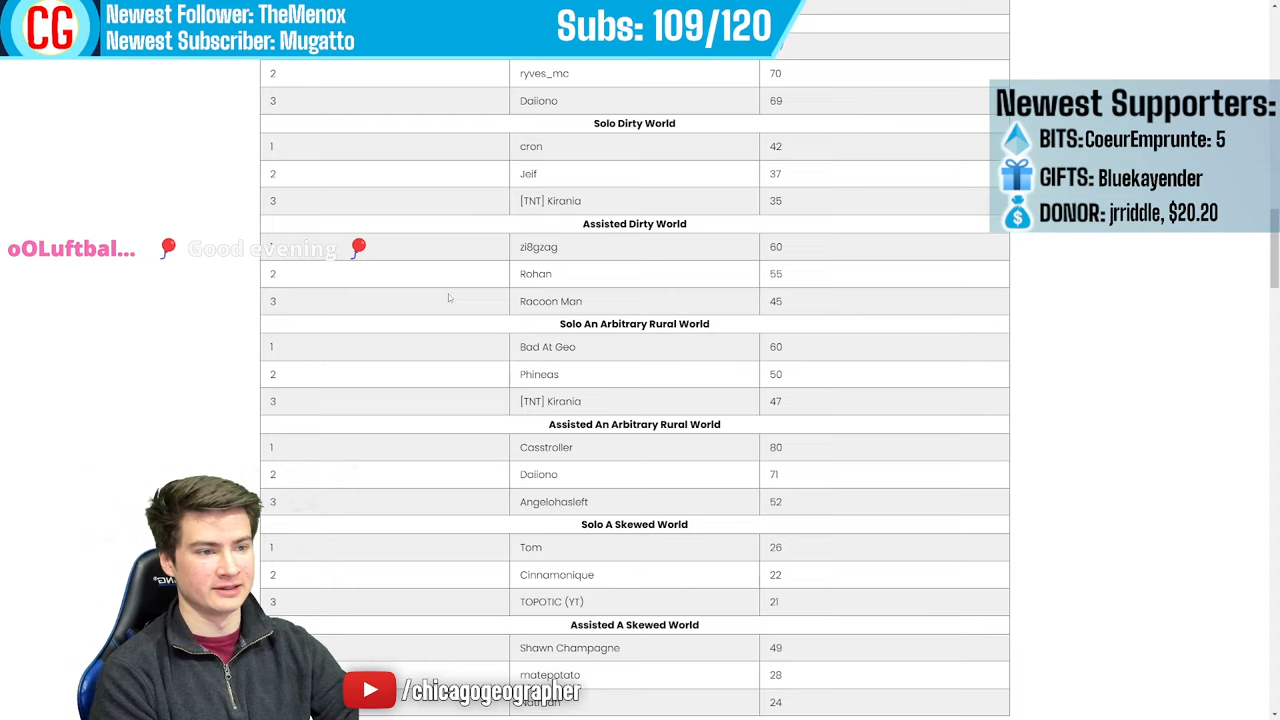 CG
Newest Follower: TheMenox
Newest Subscriber: Mugatto
Subs: 109/120
Newest Supporters:
BITS: CoeurEmprunte: 5
GIFTS: Bluekayender
DONOR: jrriddle, $20.20
2 ryves_mc 70
3 Daiiono 69
Solo Dirty World
1 cron 42
2 Jeif 37
3 [TNT] Kirania 35
Assisted Dirty World
oOLuftbal... 🎈 Good evening 🎈
zi8gzag 60
2 Rohan 55
3 Racoon Man 45
Solo An Arbitrary Rural World
1 Bad At Geo 60
2 Phineas 50
3 [TNT] Kirania 47
Assisted An Arbitrary Rural World
1 Casstroller 80
2 Daiiono 71
3 Angelohasleft 52
Solo A Skewed World
1 Tom 26
2 Cinnamonique 22
3 TOPOTIC (YT) 21
Assisted A Skewed World
Shawn Champagne 49
matepotato 28
24
/chicagogeographer